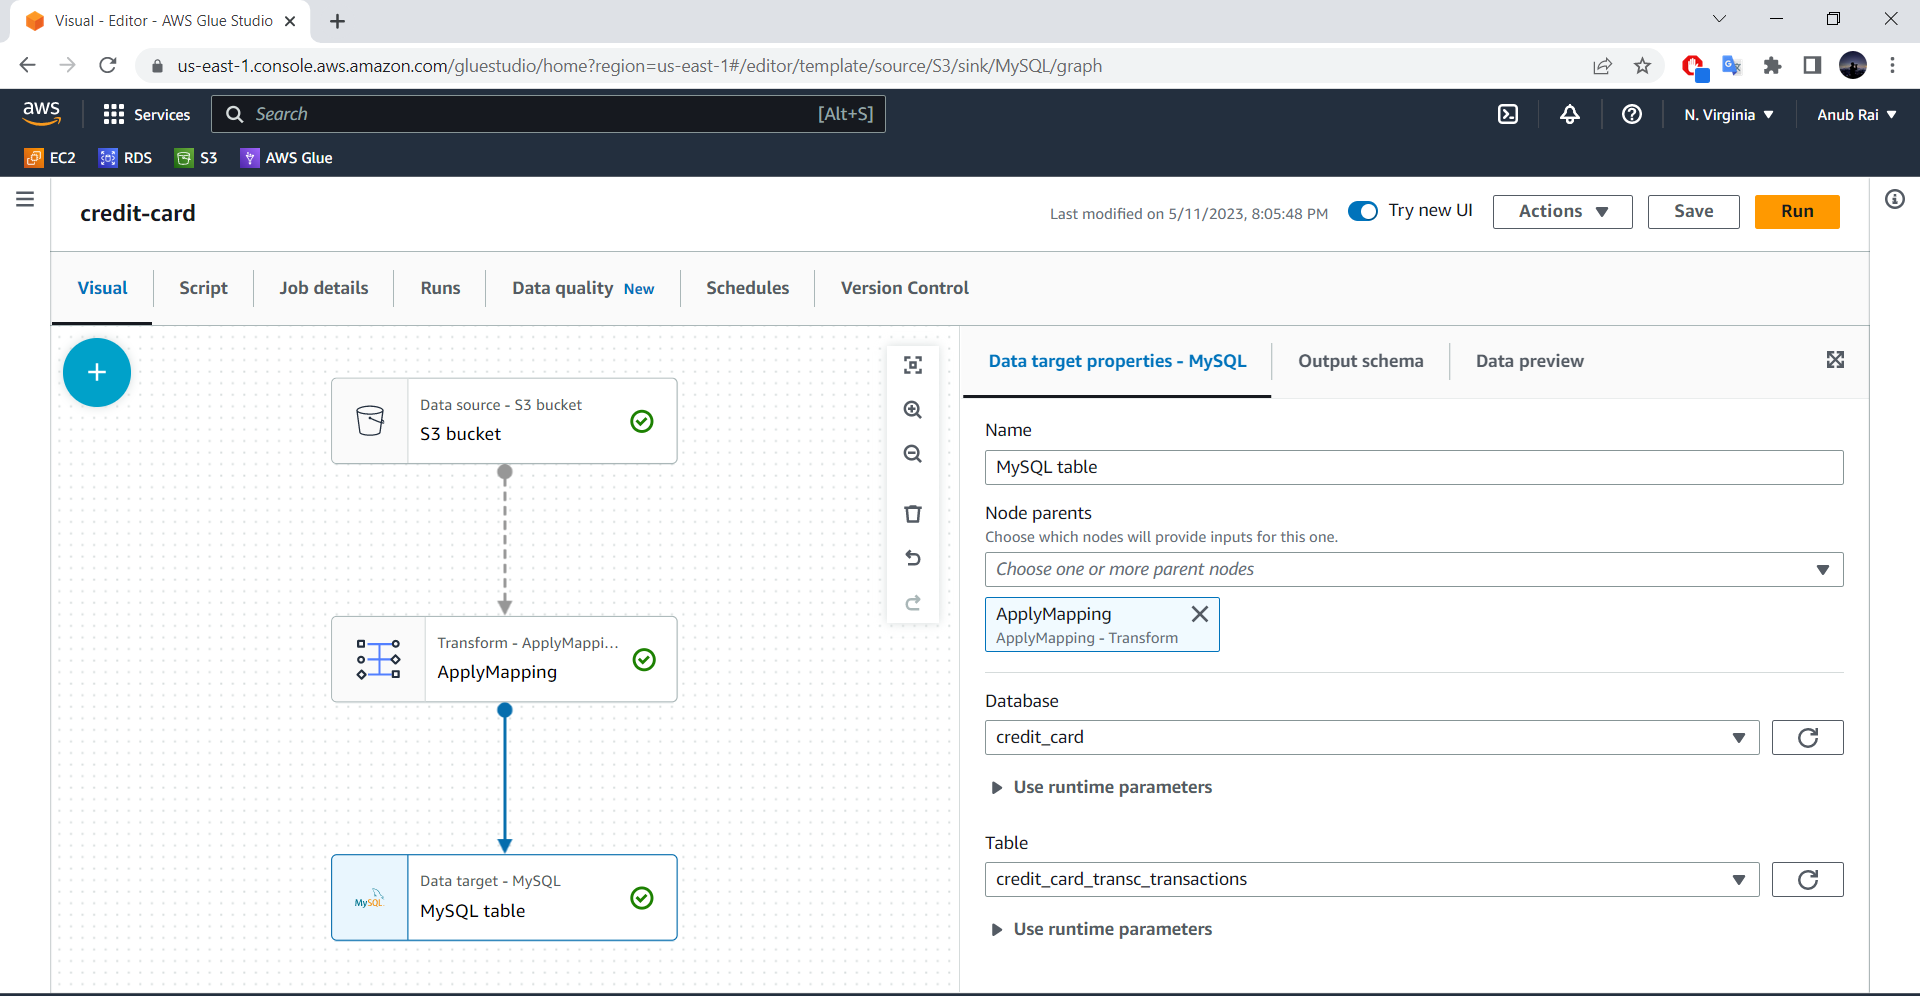 Visual - Editor - AWS Glue Studio
us-east-1.console.aws.amazon.com/gluestudio/home?region=us-east-1#/editor/template/source/S3/sink/MySQL/graph
aws
Services
Search
[Alt+S]
N. Virginia
Anub Rai
EC2
RDS
S3
AWS Glue
credit-card
Last modified on 5/11/2023, 8:05:48 PM
Try new UI
Actions
Save
Run
Visual
Script
Job details
Runs
Data quality New
Schedules
Version Control
Data source - S3 bucket
S3 bucket
Transform - ApplyMappi...
ApplyMapping
Data target - MySQL
MySQL table
MySQL
Data target properties - MySQL
Output schema
Data preview
Name
MySQL table
Node parents
Choose which nodes will provide inputs for this one.
Choose one or more parent nodes
ApplyMapping
ApplyMapping - Transform
Database
credit_card
Use runtime parameters
Table
credit_card_transc_transactions
Use runtime parameters